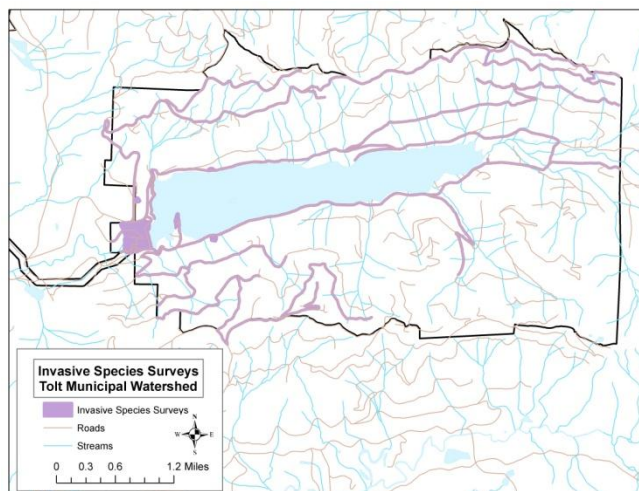 Invasive Species Surveys
Tolt Municipal Watershed
Invasive Species Surveys
Roads
Streams
N
W E
S
0 0.3 0.6 1.2 Miles